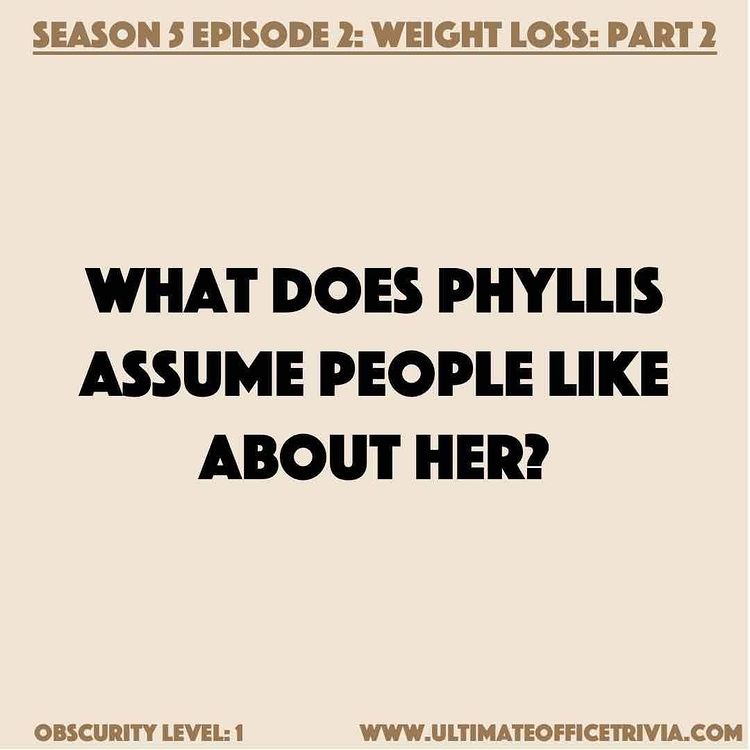 SEASON 5 EPISODE 2: WEIGHT LOSS: PART 2
WHAT DOES PHYLLIS
ASSUME PEOPLE LIKE
ABOUT HER?
OBSCURITY LEVEL: 1
WWW.ULTIMATEOFFICETRIVIA.COM